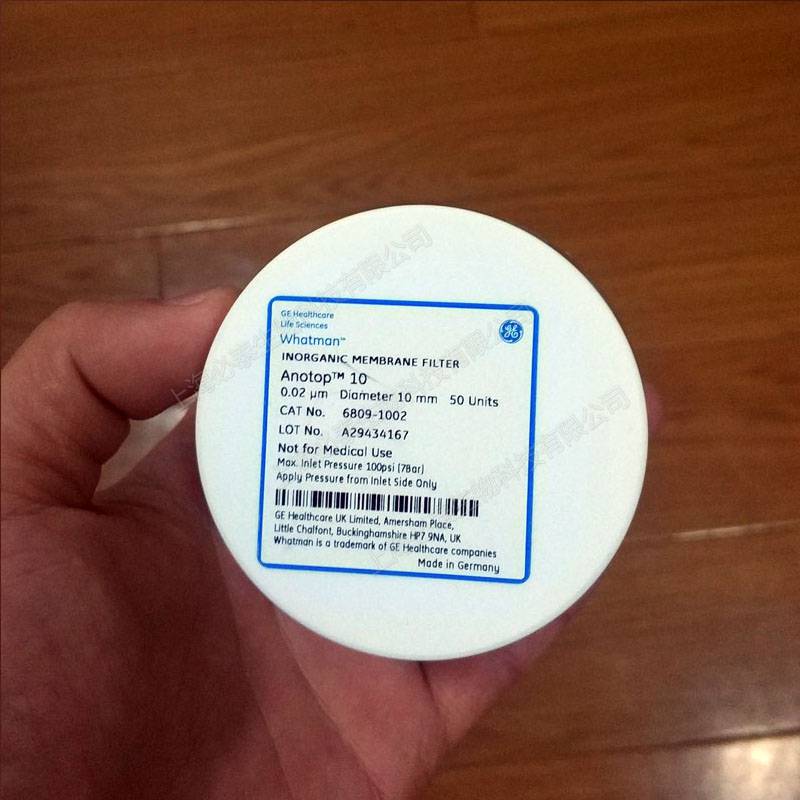 GE Healthcare
Life Sciences
Whatman™
INORGANIC MEMBRANE FILTER
Anotop™ 10
0.02 µm Diameter 10 mm 50 Units
CAT No. 6809-1002
LOT No. A29434167
Not for Medical Use
Max. Inlet Pressure 100psi (7Bar)
Apply Pressure from Inlet Side Only
GE Healthcare UK Limited, Amersham Place,
Little Chalfont, Buckinghamshire HP7 9NA, UK
Whatman is a trademark of GE Healthcare companies
Made in Germany